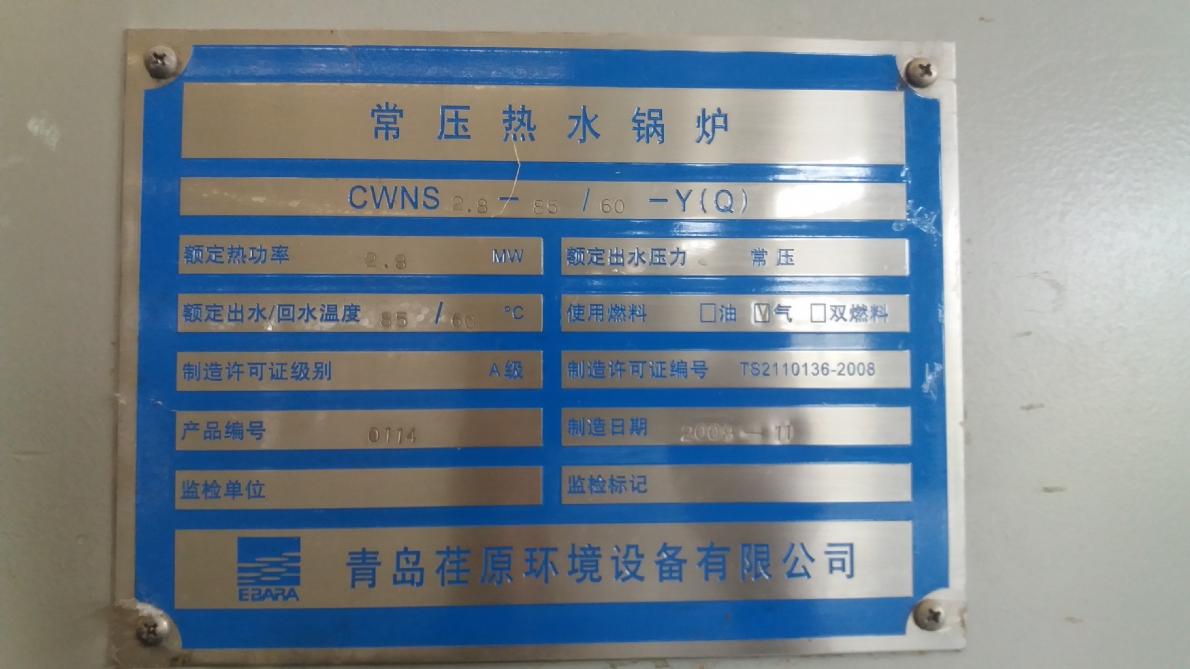 常压热水锅炉
CWNS 2.8 - 85 / 60 -Y(Q)
额定热功率 2.8 MW 额定出水压力 常压
额定出水/回水温度 85 / 60 °C 使用燃料 □油 ☑气 □双燃料
制造许可证级别 A级 制造许可证编号 TS2110136-2008
产品编号 0114 制造日期 2008-11
监检单位 监检标记
EBARA 青岛荏原环境设备有限公司